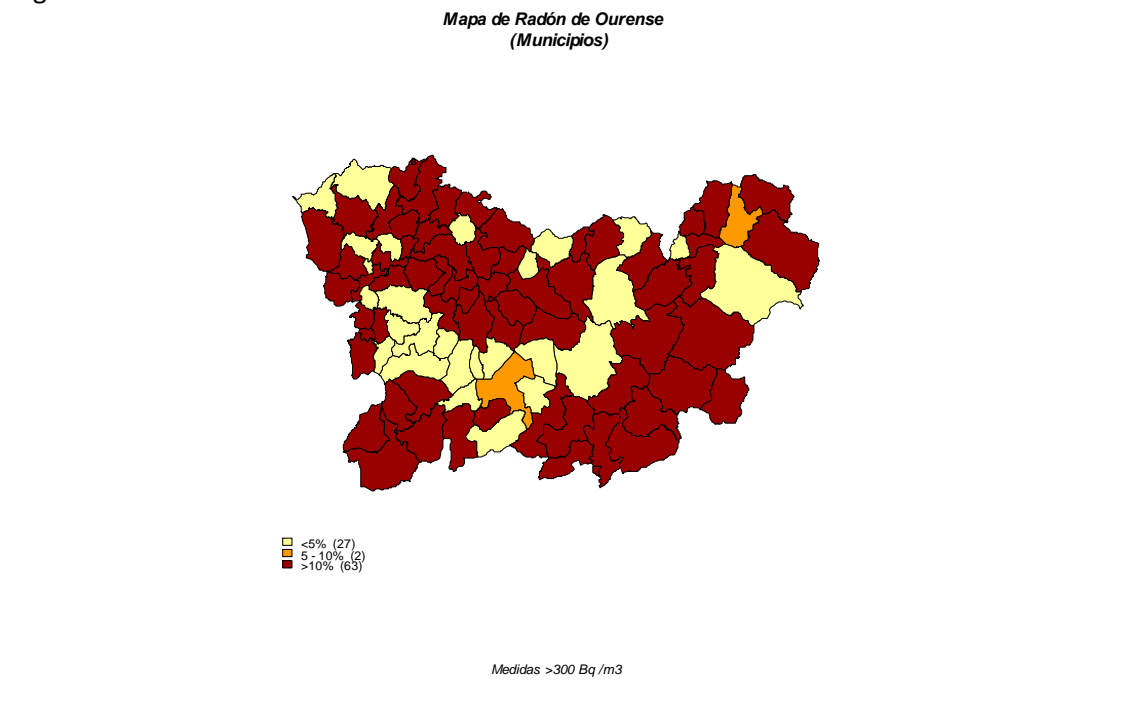 Mapa de Radón de Ourense
(Municipios)
<5% (27)
5 - 10% (2)
>10% (63)
Medidas >300 Bq /m3